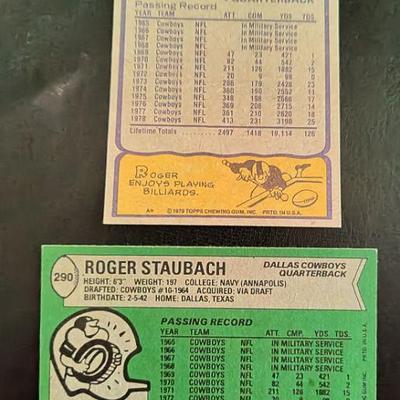 QUARTERBACK
Passing Record
YEAR TEAM ATT COM YDS TDS
1965 Cowboys NFL In Military Service
1966 Cowboys NFL In Military Service
1967 Cowboys NFL In Military Service
1968 Cowboys NFL In Military Service
1969 Cowboys NFL 47 23 421 1
1970 Cowboys NFL 82 44 542 2
1971 Cowboys NFL 211 126 1882 15
1972 Cowboys NFL 20 9 98 0
1973 Cowboys NFL 286 179 2428 23
1974 Cowboys NFL 360 190 2552 11
1975 Cowboys NFL 348 198 2666 17
1976 Cowboys NFL 369 208 2715 14
1977 Cowboys NFL 361 210 2620 18
1978 Cowboys NFL 413 231 3190 25
Lifetime Totals 2497 1418 19,114 126
ROGER
ENJOYS PLAYING
BILLIARDS.
A* © 1979 TOPPS CHEWING GUM, INC. PRTD. IN U.S.A.
290 ROGER STAUBACH DALLAS COWBOYS
QUARTERBACK
HEIGHT: 6'3" WEIGHT: 197 COLLEGE: NAVY (ANNAPOLIS)
DRAFTED: COWBOYS #10-1964 ACQUIRED: VIA DRAFT
BIRTHDATE: 2-5-42 HOME: DALLAS, TEXAS
PASSING RECORD
YEAR TEAM ATT. CMP. YDS. TDS
1965 COWBOYS NFL IN MILITARY SERVICE
1966 COWBOYS NFL IN MILITARY SERVICE
1967 COWBOYS NFL IN MILITARY SERVICE
1968 COWBOYS NFL IN MILITARY SERVICE
1969 COWBOYS NFL 47 23 421 1
1970 COWBOYS NFL 82 44 542 2
1971 COWBOYS NFL 211 126 1882 15
1972 COWBOYS NFL
GUM, INC. PRTD. IN U.S.A.